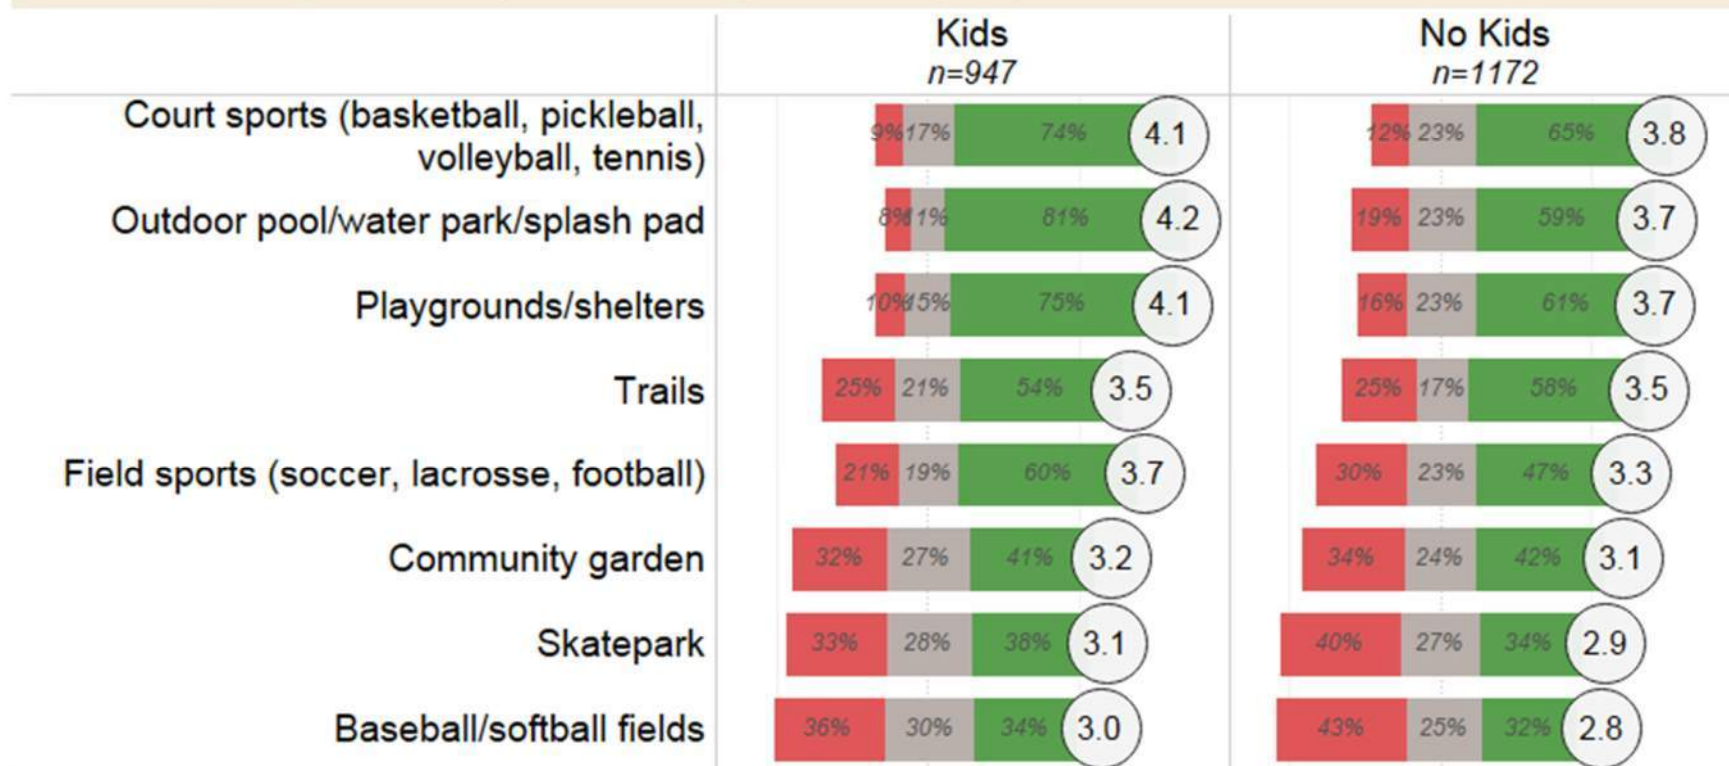 Kids
n=947
No Kids
n=1172
Court sports (basketball, pickleball,
volleyball, tennis)
9% 17% 74% 4.1
12% 23% 65% 3.8
Outdoor pool/water park/splash pad
8% 11% 81% 4.2
19% 23% 59% 3.7
Playgrounds/shelters
10% 15% 75% 4.1
16% 23% 61% 3.7
Trails
25% 21% 54% 3.5
25% 17% 58% 3.5
Field sports (soccer, lacrosse, football)
21% 19% 60% 3.7
30% 23% 47% 3.3
Community garden
32% 27% 41% 3.2
34% 24% 42% 3.1
Skatepark
33% 28% 38% 3.1
40% 27% 34% 2.9
Baseball/softball fields
36% 30% 34% 3.0
43% 25% 32% 2.8